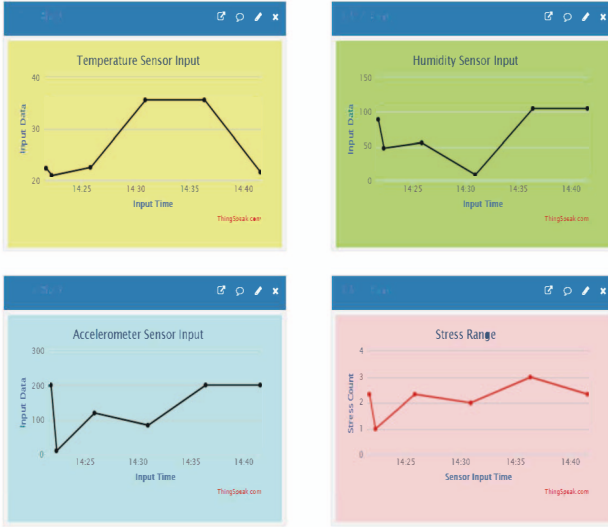 Temperature Sensor Input
40
30
20
Input Data
14:25 14:30 14:35 14:40
Input Time
ThingSpeak.com
Humidity Sensor Input
150
100
50
0
Input Data
14:25 14:30 14:35 14:40
Input Time
ThingSpeak.com
Accelerometer Sensor Input
300
200
100
0
Input Data
14:25 14:30 14:35 14:40
Input Time
ThingSpeak.com
Stress Range
4
3
2
1
0
Stress Count
14:25 14:30 14:35 14:40
Sensor Input Time
ThingSpeak.com